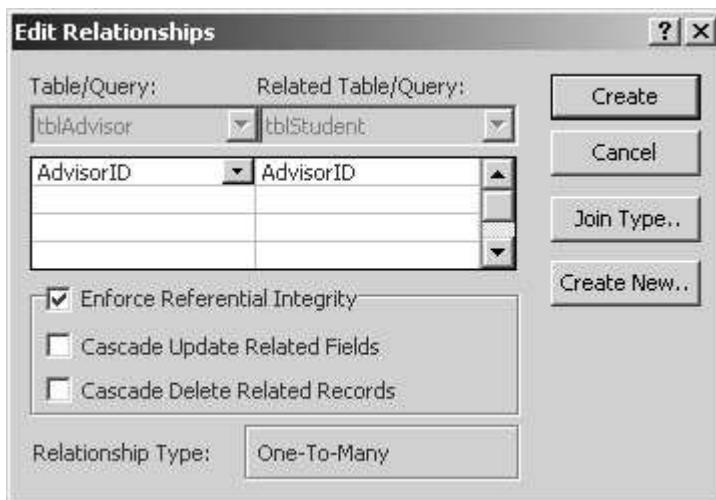 Edit Relationships
Table/Query: Related Table/Query:
tblAdvisor tblStudent
AdvisorID AdvisorID
Enforce Referential Integrity
Cascade Update Related Fields
Cascade Delete Related Records
Relationship Type: One-To-Many
Create
Cancel
Join Type..
Create New..